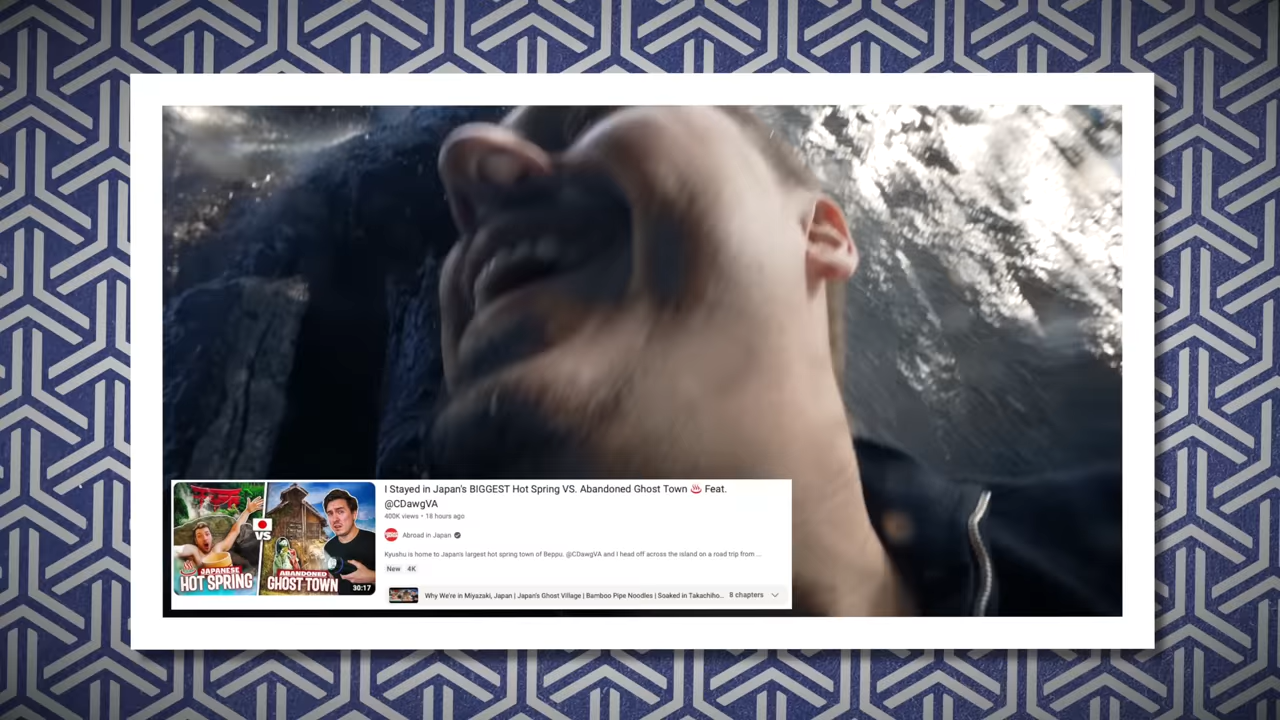 I Stayed in Japan's BIGGEST Hot Spring VS. Abandoned Ghost Town ♨ Feat.
@CDawgVA
400K views • 18 hours ago
Abroad in Japan
Kyushu is home to Japan's largest hot spring town of Beppu. @CDawgVA and I head off across the island on a road trip from ...
New 4K
Why We're in Miyazaki, Japan | Japan's Ghost Village | Bamboo Pipe Noodles | Soaked in Takachiho... 8 chapters
VS
JAPANESE
HOT SPRING
ABANDONED
GHOST TOWN
30:17